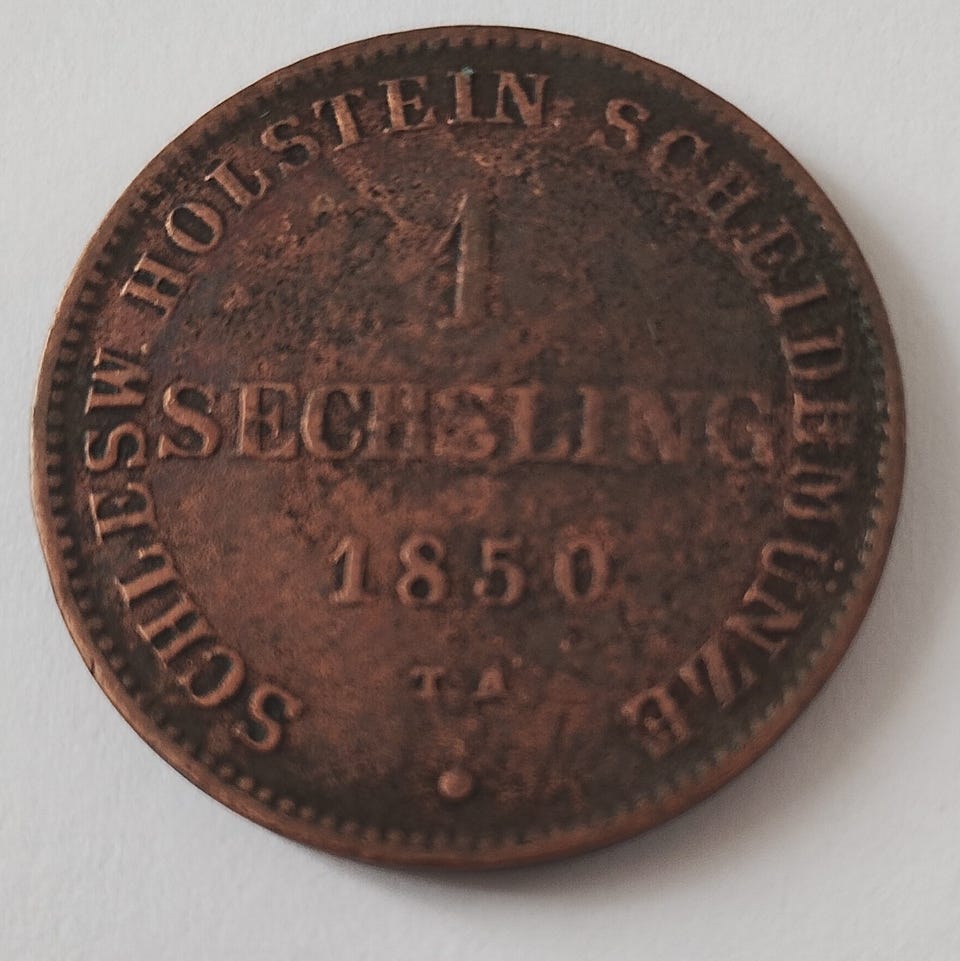 SCHLESW. HOLSTEIN. SCHEIDEMÜNZE
1
SECHSLING
1850
T. A.